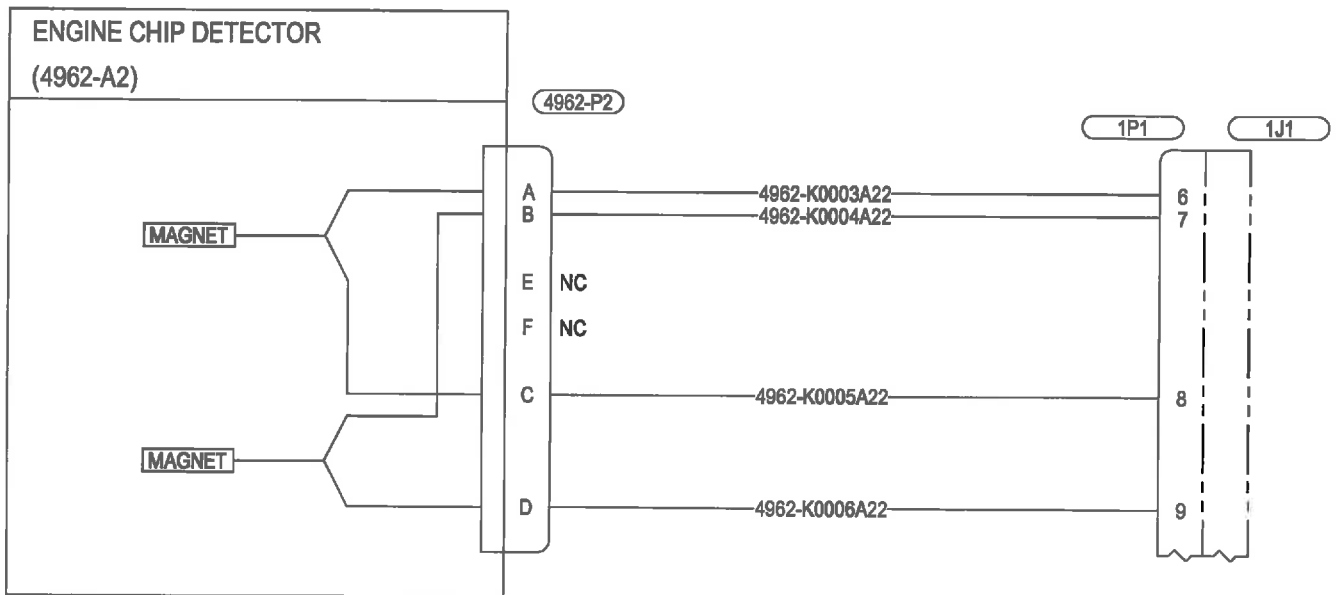 ENGINE CHIP DETECTOR
(4962-A2)
4962-P2
1P1
1J1
A
4962-K0003A22
6
B
4962-K0004A22
7
MAGNET
E
NC
F
NC
C
4962-K0005A22
8
MAGNET
D
4962-K0006A22
9